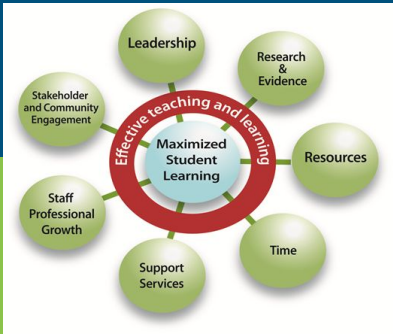 Leadership
Research
&
Evidence
Stakeholder
and Community
Engagement
Effective teaching and learning
Maximized
Student
Learning
Resources
Staff
Professional
Growth
Time
Support
Services